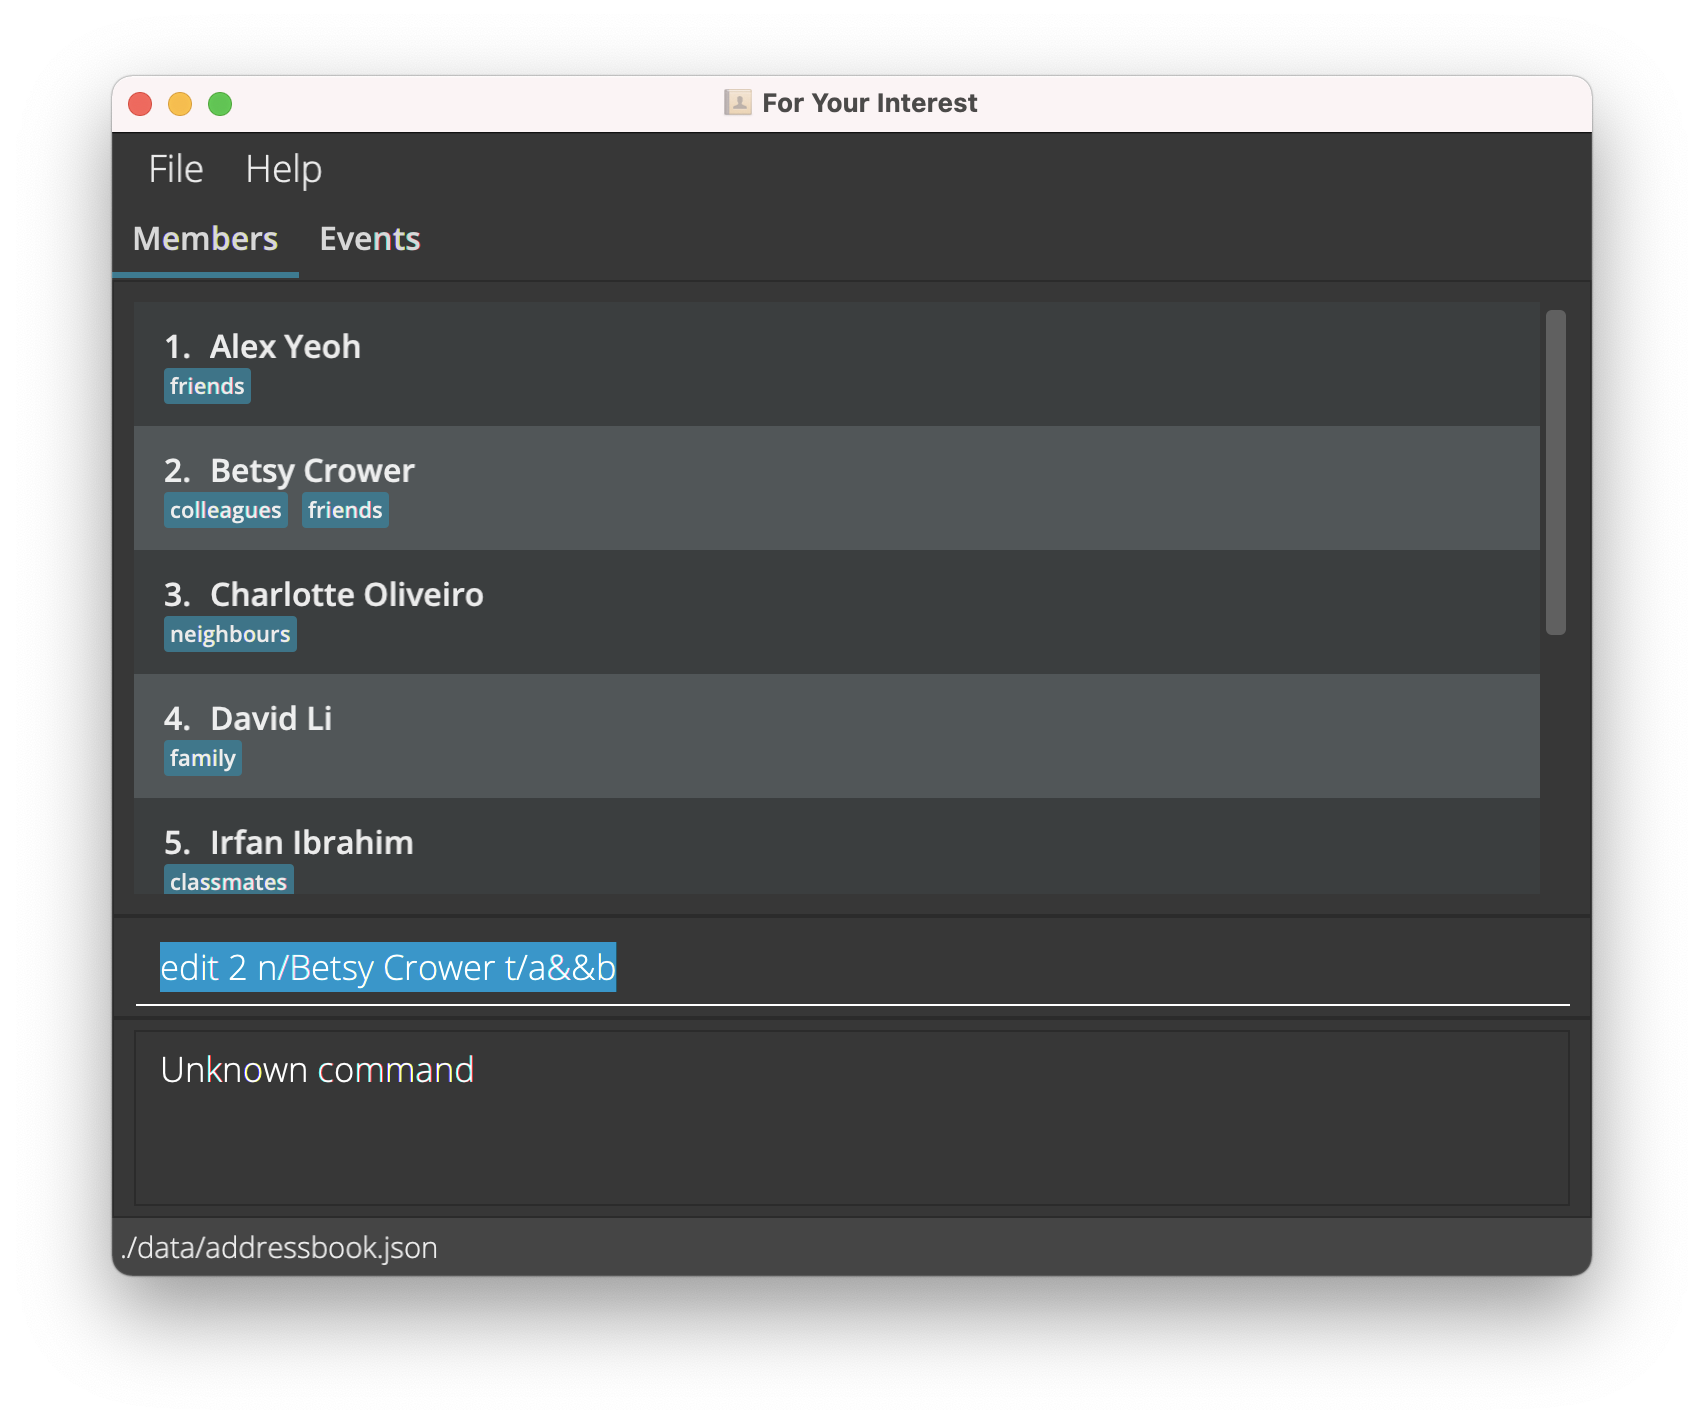 For Your Interest
File Help
Members Events
1. Alex Yeoh
friends
2. Betsy Crower
colleagues friends
3. Charlotte Oliveiro
neighbours
4. David Li
family
5. Irfan Ibrahim
classmates
edit 2 n/Betsy Crower t/a&&b
Unknown command
./data/addressbook.json